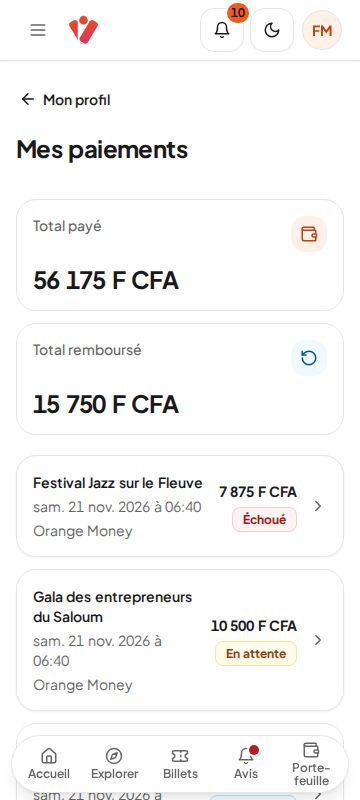 10
FM
Mon profil
Mes paiements
Total payé
56 175 F CFA
Total remboursé
15 750 F CFA
Festival Jazz sur le Fleuve
sam. 21 nov. 2026 à 06:40
Orange Money
7 875 F CFA
Échoué
Gala des entrepreneurs
du Saloum
sam. 21 nov. 2026 à
06:40
Orange Money
10 500 F CFA
En attente
Accueil
Explorer
Billets
Avis
Porte-
feuille